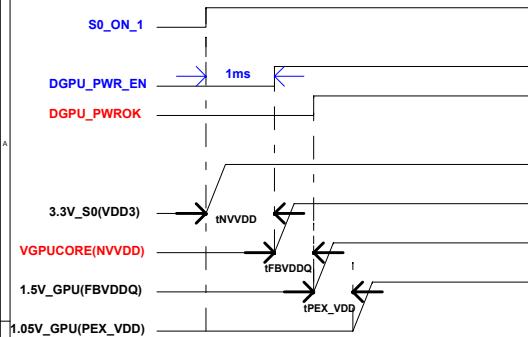 S0_ON_1
1ms
DGPU_PWR_EN
DGPU_PWROK
A
3.3V_S0(VDD3)
tNVVDD
VGPUCORE(NVVDD)
tFBVDDQ
1.5V_GPU(FBVDDQ)
tPEX_VDD
1.05V_GPU(PEX_VDD)